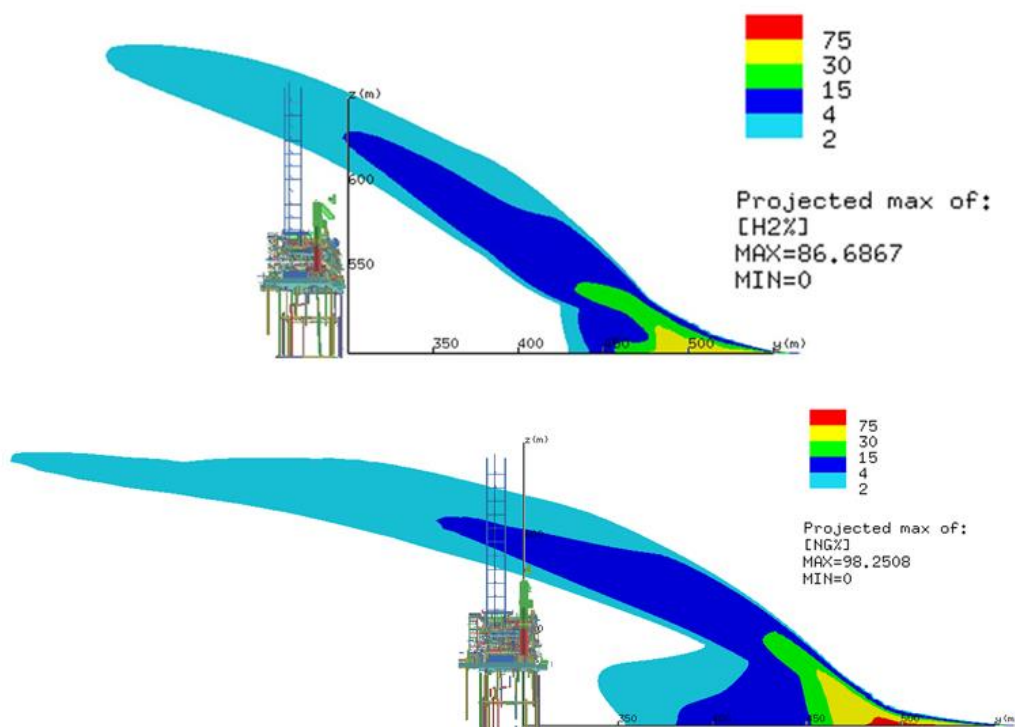 75
30
15
4
2
z(m)
600
550
Projected max of:
[H2%]
MAX=86.6867
MIN=0
350
400
500
y(m)
75
30
15
4
2
z(m)
Projected max of:
[NG%]
MAX=98.2508
MIN=0
350
500
y(m)